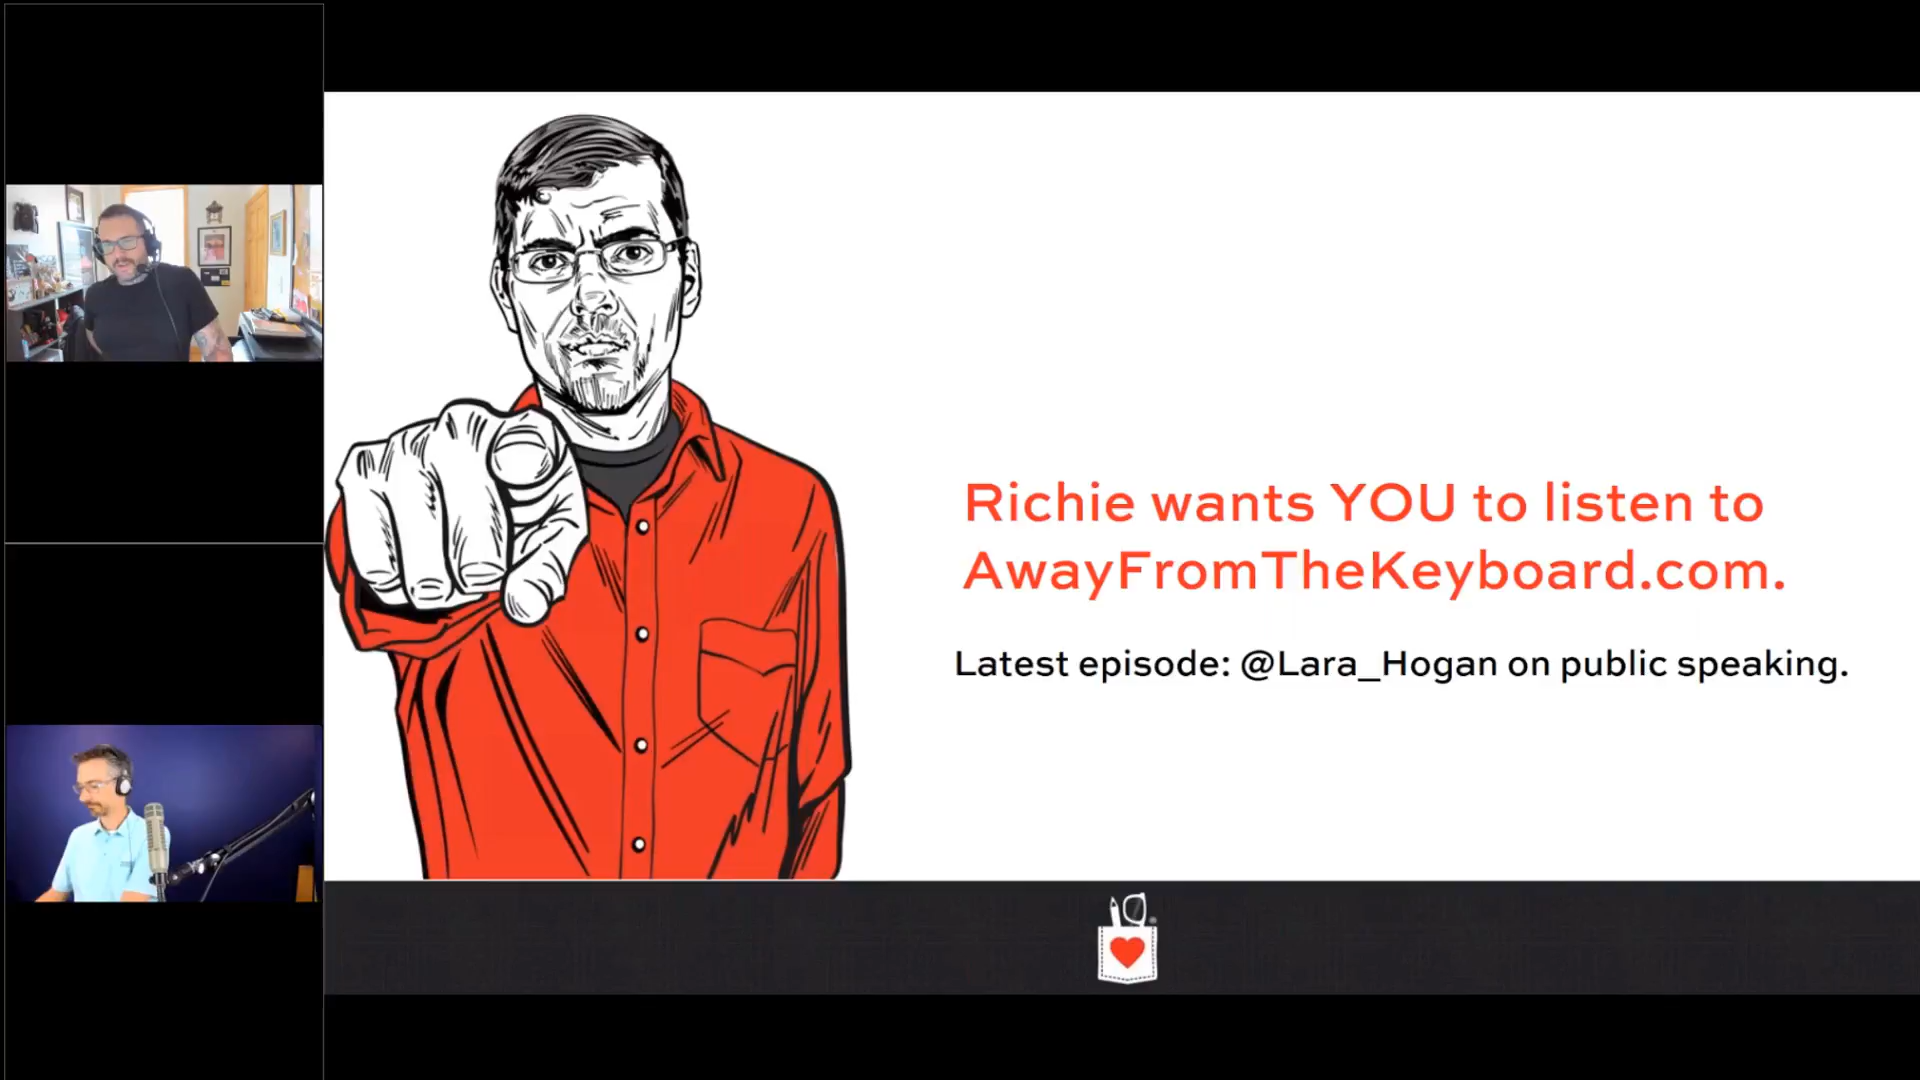 Richie wants YOU to listen to
AwayFromTheKeyboard.com.
Latest episode: @Lara_Hogan on public speaking.